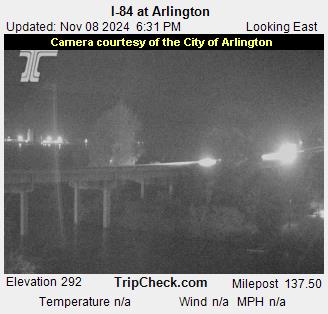 I-84 at Arlington
Updated: Nov 08 2024 6:31 PM Looking East
Camera courtesy of the City of Arlington
Elevation 292 TripCheck.com Milepost 137.50
Temperature n/a Wind n/a MPH n/a